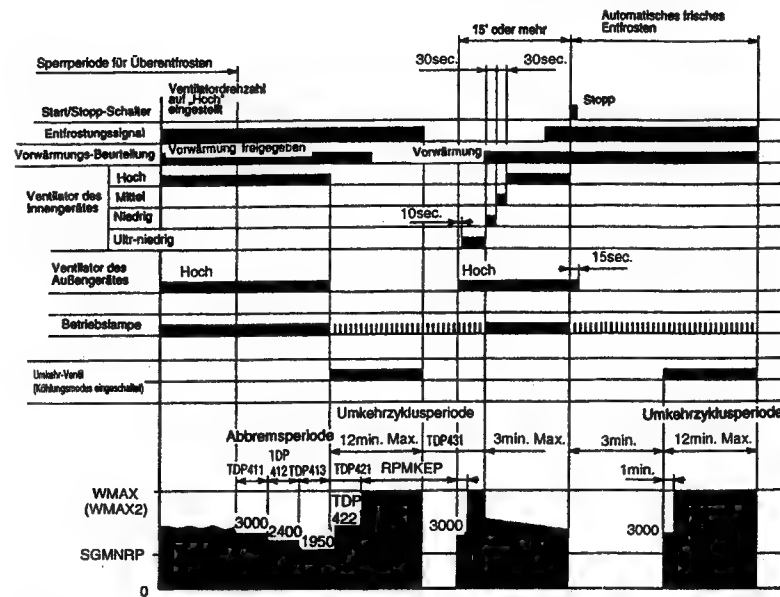 Automatisches frisches
Entfrosten
15' oder mehr
30sec. 30sec.
Sperrperiode für Überentfrosten
Ventilatordrehzahl
auf „Hoch"
eingestellt
Stopp
Start/Stopp-Schalter
Entfrostungssignal
Vorwärmungs-Beurteilung Vorwärmung freigegeben Vorwärmung
Hoch
Mittel
Ventilator des
Innengerätes
Niedrig
10sec.
Ultr-niedrig
Ventilator des
Außengerätes
Hoch Hoch
15sec.
Betriebslampe
Umkehr-Ventil
(Kühlungsmodus eingeschaltet)
Umkehrzyklusperiode Umkehrzyklusperiode
Abbremsperiode
12min. Max. TDP431 3min. Max. 3min. 12min. Max.
TDP411 TDP
412 TDP413 TDP421 RPMKEP 1min.
WMAX
(WMAX2)
TDP
422
3000 2400 1950 3000 3000
SGMNRP
0